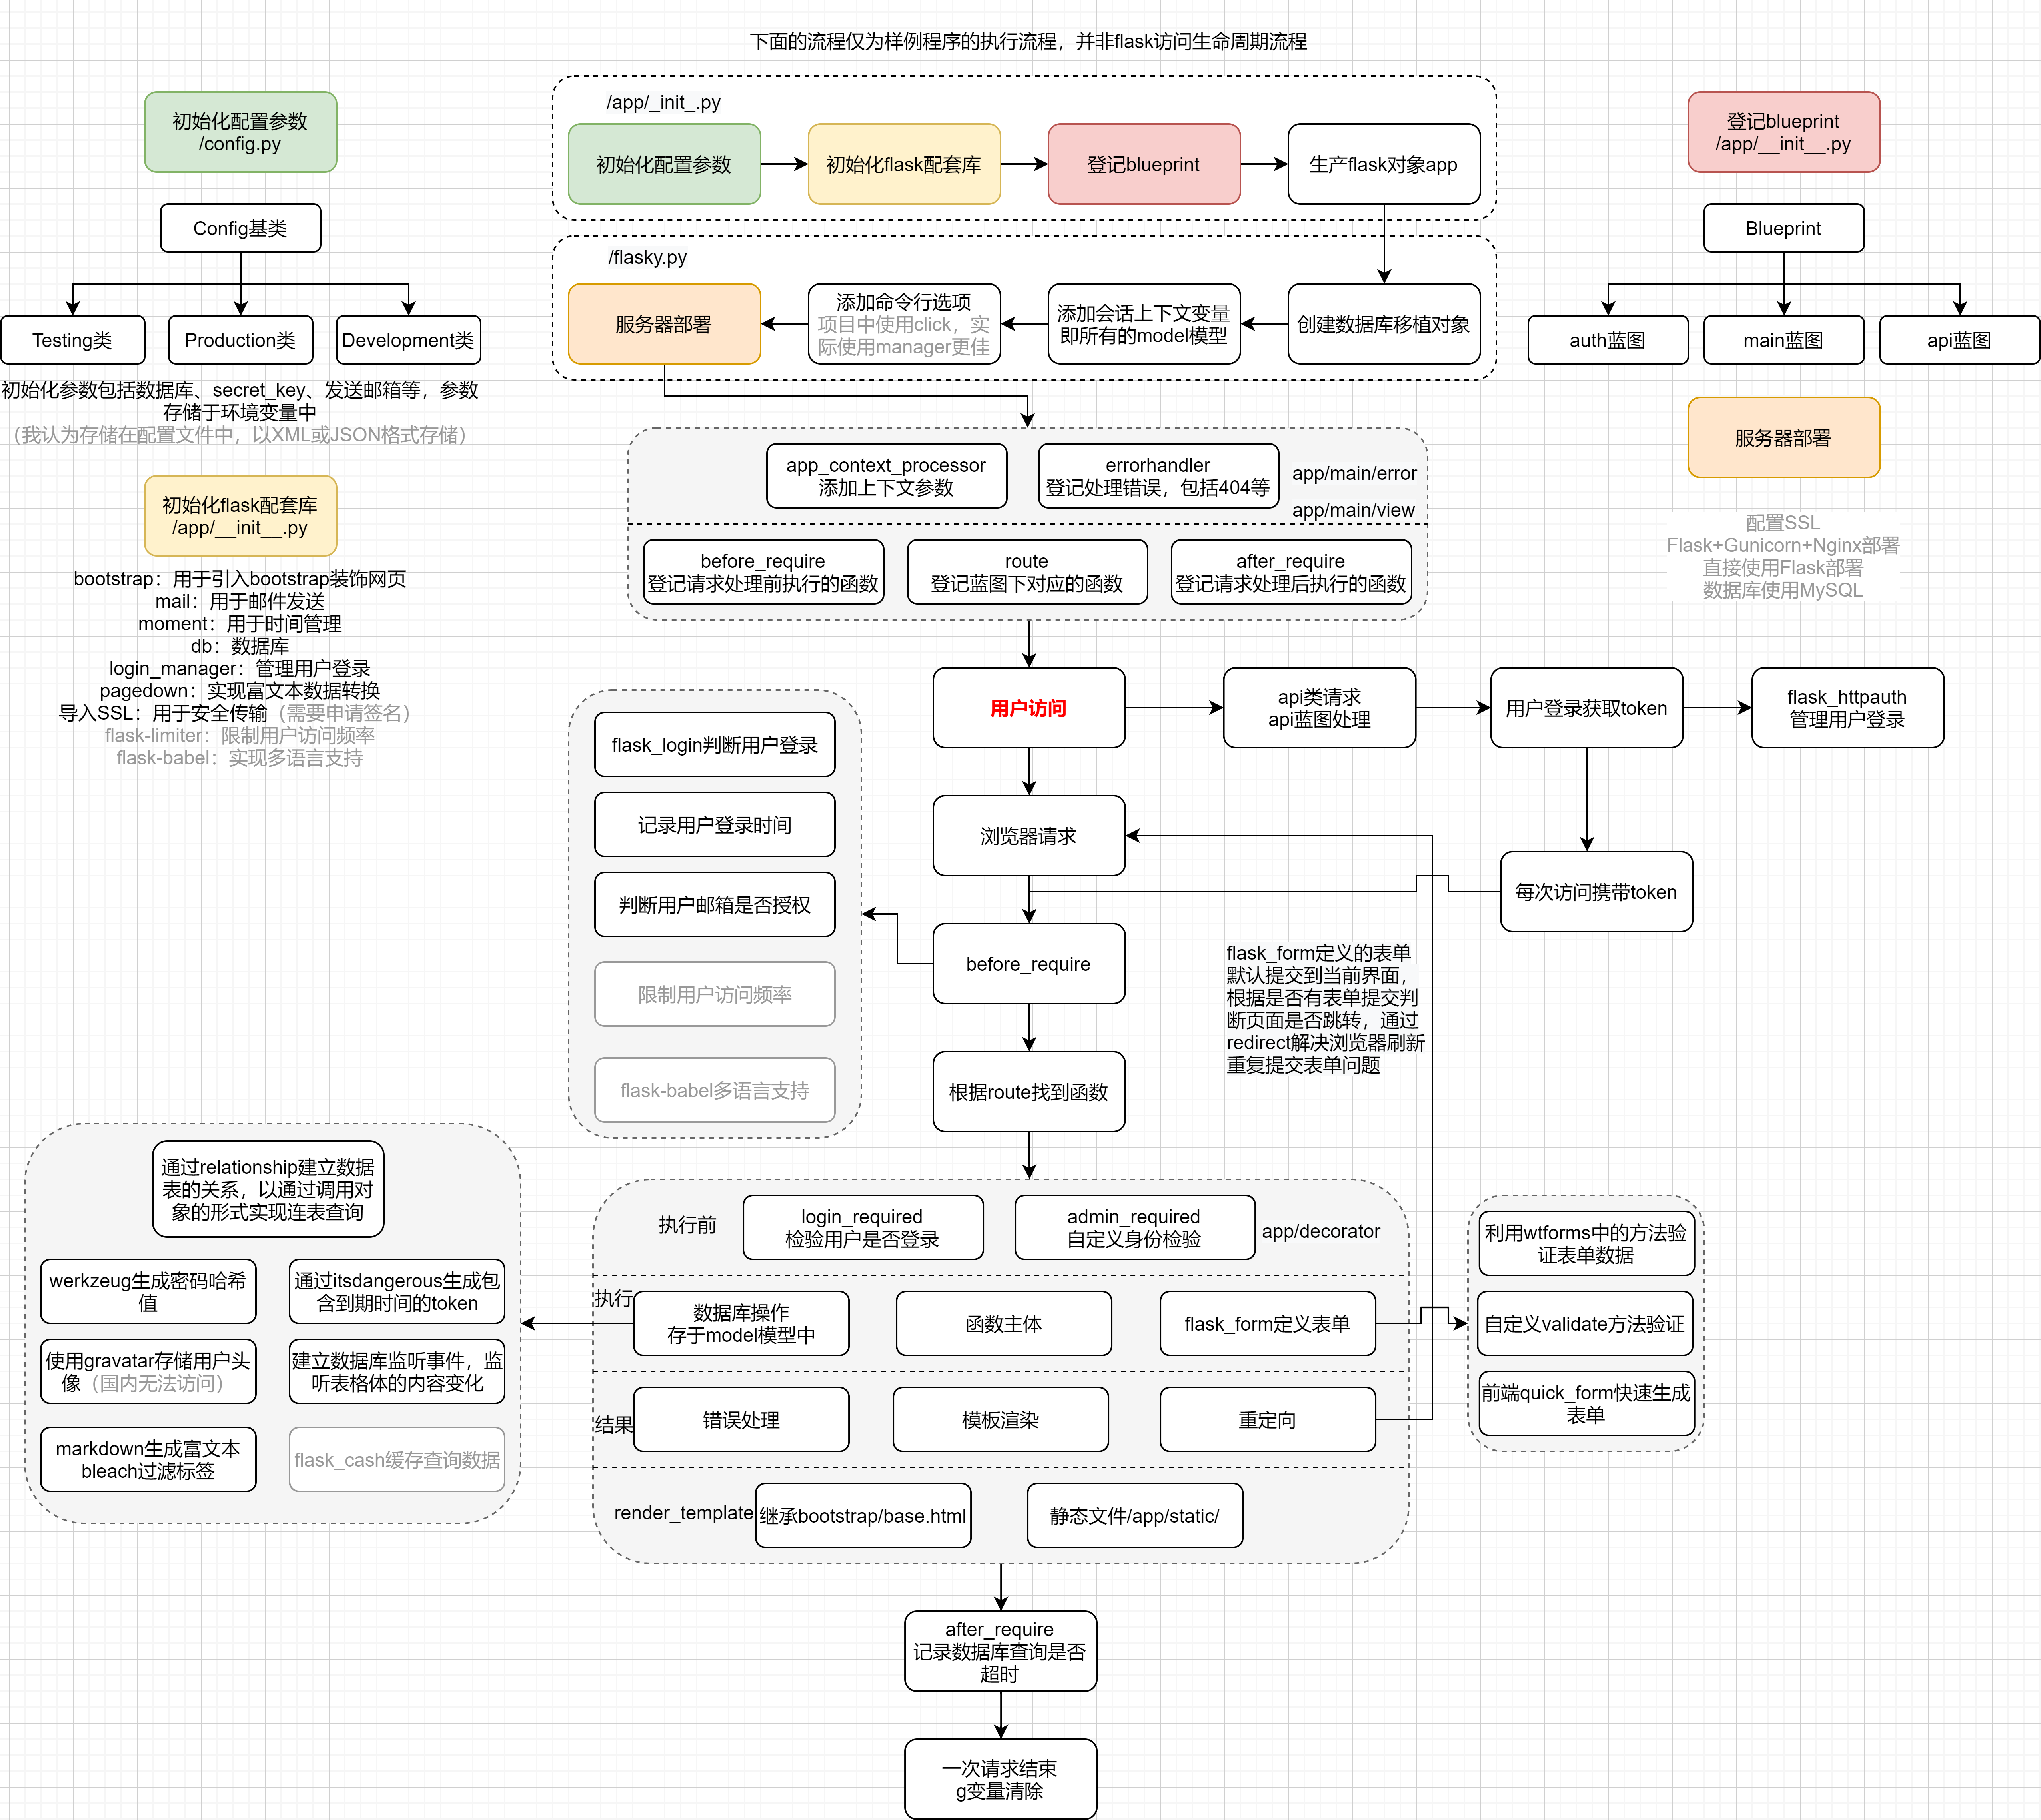 下面的流程仅为样例程序的执行流程，并非flask访问生命周期流程
初始化配置参数
/config.py
Config基类
Testing类
Production类
Development类
初始化参数包括数据库、secret_key、发送邮箱等，参数
存储于环境变量中
（我认为存储在配置文件中，以XML或JSON格式存储）
初始化flask配套库
/app/__init__.py
bootstrap：用于引入bootstrap装饰网页
mail：用于邮件发送
moment：用于时间管理
db：数据库
login_manager：管理用户登录
pagedown：实现富文本数据转换
导入SSL：用于安全传输（需要申请签名）
flask-limiter：限制用户访问频率
flask-babel：实现多语言支持
/app/_init_.py
初始化配置参数
初始化flask配套库
登记blueprint
生产flask对象app
/flasky.py
服务器部署
添加命令行选项
项目中使用click，实
际使用manager更佳
添加会话上下文变量
即所有的model模型
创建数据库移植对象
登记blueprint
/app/__init__.py
Blueprint
auth蓝图
main蓝图
api蓝图
服务器部署
配置SSL
Flask+Gunicorn+Nginx部署
直接使用Flask部署
数据库使用MySQL
app_context_processor
添加上下文参数
errorhandler
登记处理错误，包括404等
app/main/error
app/main/view
before_require
登记请求处理前执行的函数
route
登记蓝图下对应的函数
after_require
登记请求处理后执行的函数
用户访问
api类请求
api蓝图处理
用户登录获取token
flask_httpauth
管理用户登录
flask_login判断用户登录
记录用户登录时间
判断用户邮箱是否授权
限制用户访问频率
flask-babel多语言支持
浏览器请求
每次访问携带token
before_require
flask_form定义的表单
默认提交到当前界面，
根据是否有表单提交判
断页面是否跳转，通过
redirect解决浏览器刷新
重复提交表单问题
根据route找到函数
通过relationship建立数据
表的关系，以通过调用对
象的形式实现连表查询
werkzeug生成密码哈希
值
通过itsdangerous生成包
含到期时间的token
使用gravatar存储用户头
像（国内无法访问）
建立数据库监听事件，监
听表格体的内容变化
markdown生成富文本
bleach过滤标签
flask_cash缓存查询数据
执行前
login_required
检验用户是否登录
admin_required
自定义身份检验
app/decorator
执行
数据库操作
存于model模型中
函数主体
flask_form定义表单
结果
错误处理
模板渲染
重定向
render_template
继承bootstrap/base.html
静态文件/app/static/
利用wtforms中的方法验
证表单数据
自定义validate方法验证
前端quick_form快速生成
表单
after_require
记录数据库查询是否
超时
一次请求结束
g变量清除